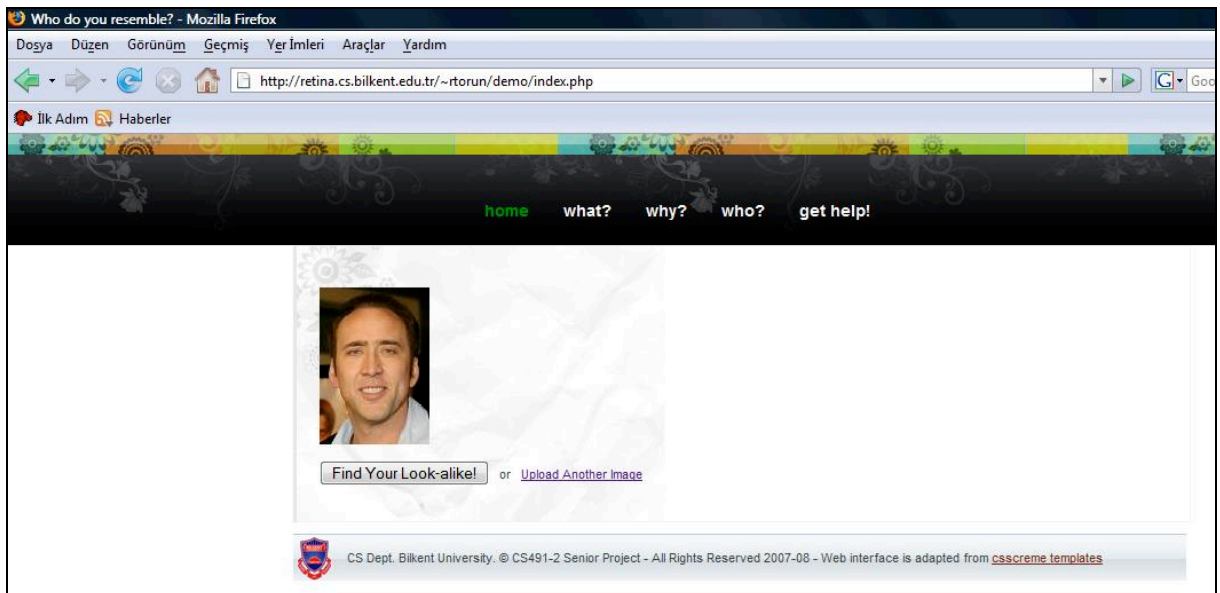 Who do you resemble? - Mozilla Firefox
Dosya Düzen Görünüm Geçmiş Yer İmleri Araçlar Yardım
http://retina.cs.bilkent.edu.tr/~rtorun/demo/index.php G Goo
İlk Adım Haberler
home what? why? who? get help!
Find Your Look-alike! or Upload Another Image
CS Dept. Bilkent University. © CS491-2 Senior Project - All Rights Reserved 2007-08 - Web interface is adapted from csscreme templates